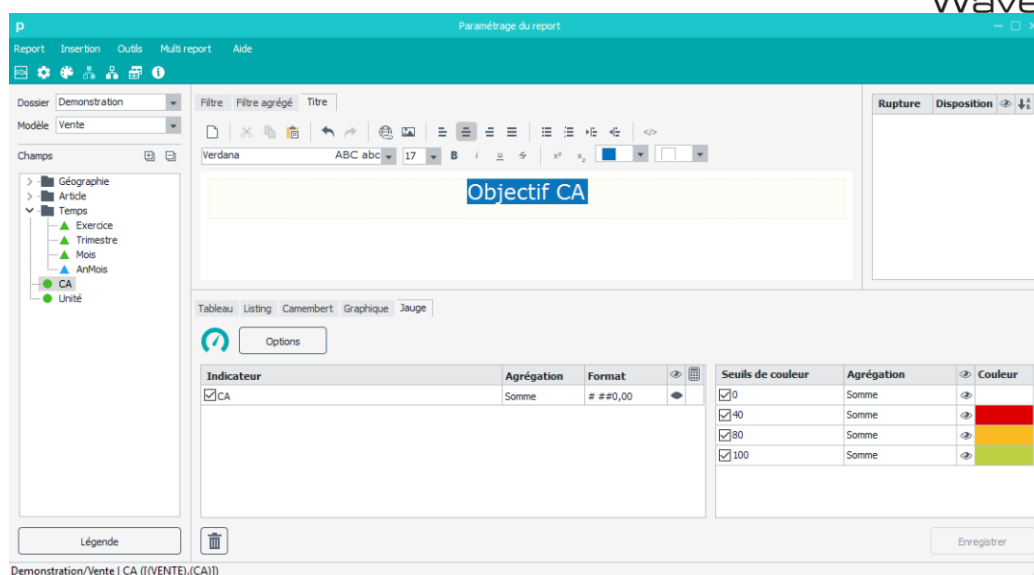 Wave
p Paramétrage du report
Report Insertion Outils Multi report Aide
Dossier Demonstration
Modèle Vente
Champs
Géographie
Article
Temps
Exercice
Trimestre
Mois
AnMois
CA
Unité
Légende
Filtre Filtre agrégé Titre
Verdana ABC abc 17 B i u S x² x₂
Objectif CA
Rupture Disposition
Tableau Listing Camembert Graphique Jauge
Options
Indicateur Agrégation Format
CA Somme # ##0,00
Seuils de couleur Agrégation Couleur
0 Somme
40 Somme
80 Somme
100 Somme
Enregistrer
Demonstration/Vente | CA ([(VENTE).(CA)])